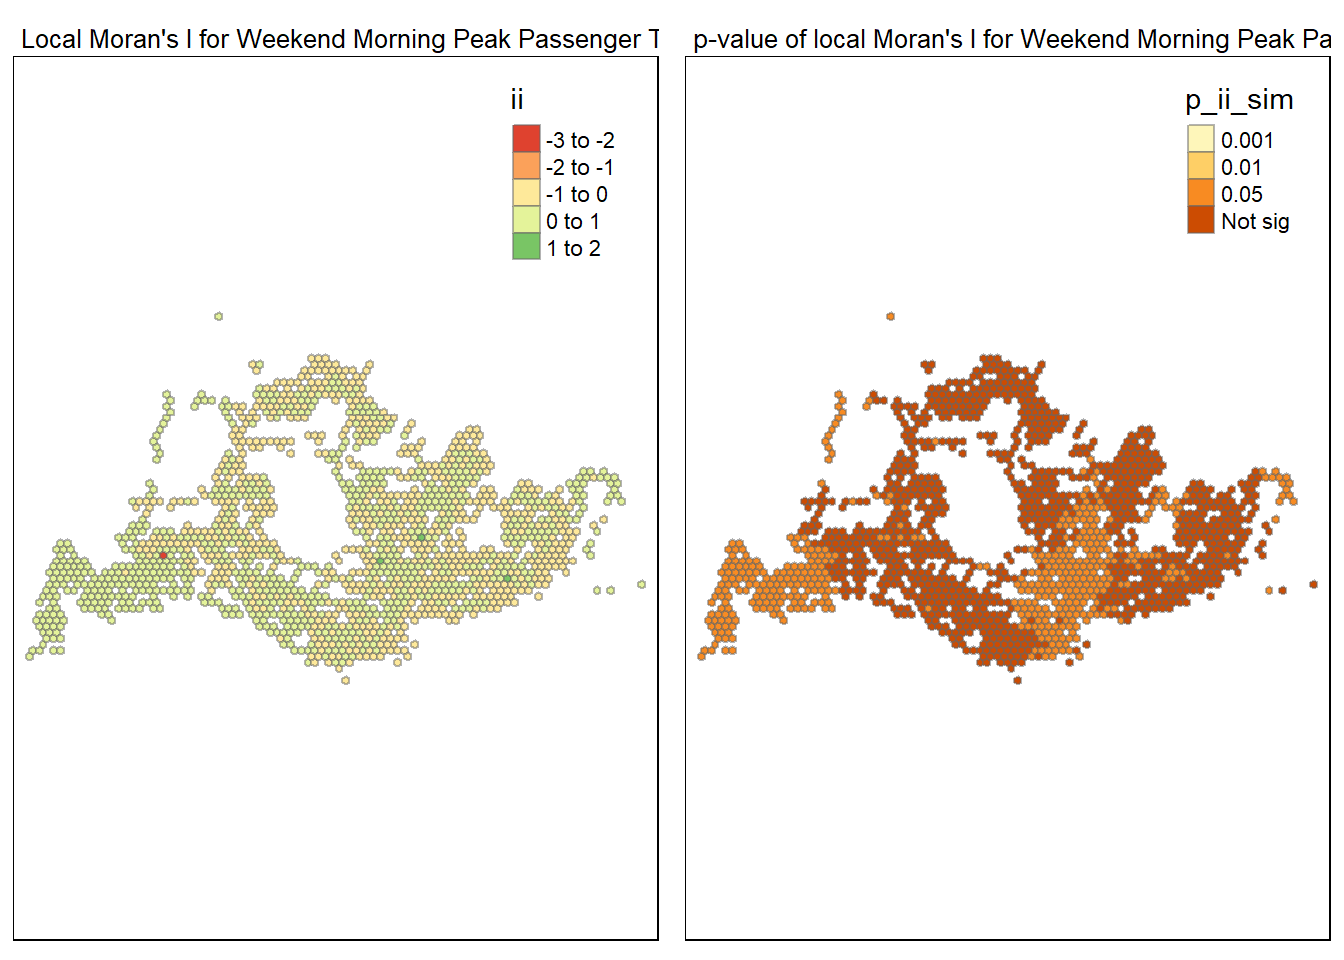 Local Moran's I for Weekend Morning Peak Passenger T
ii
-3 to -2
-2 to -1
-1 to 0
0 to 1
1 to 2
p-value of local Moran's I for Weekend Morning Peak Pa
p_ii_sim
0.001
0.01
0.05
Not sig